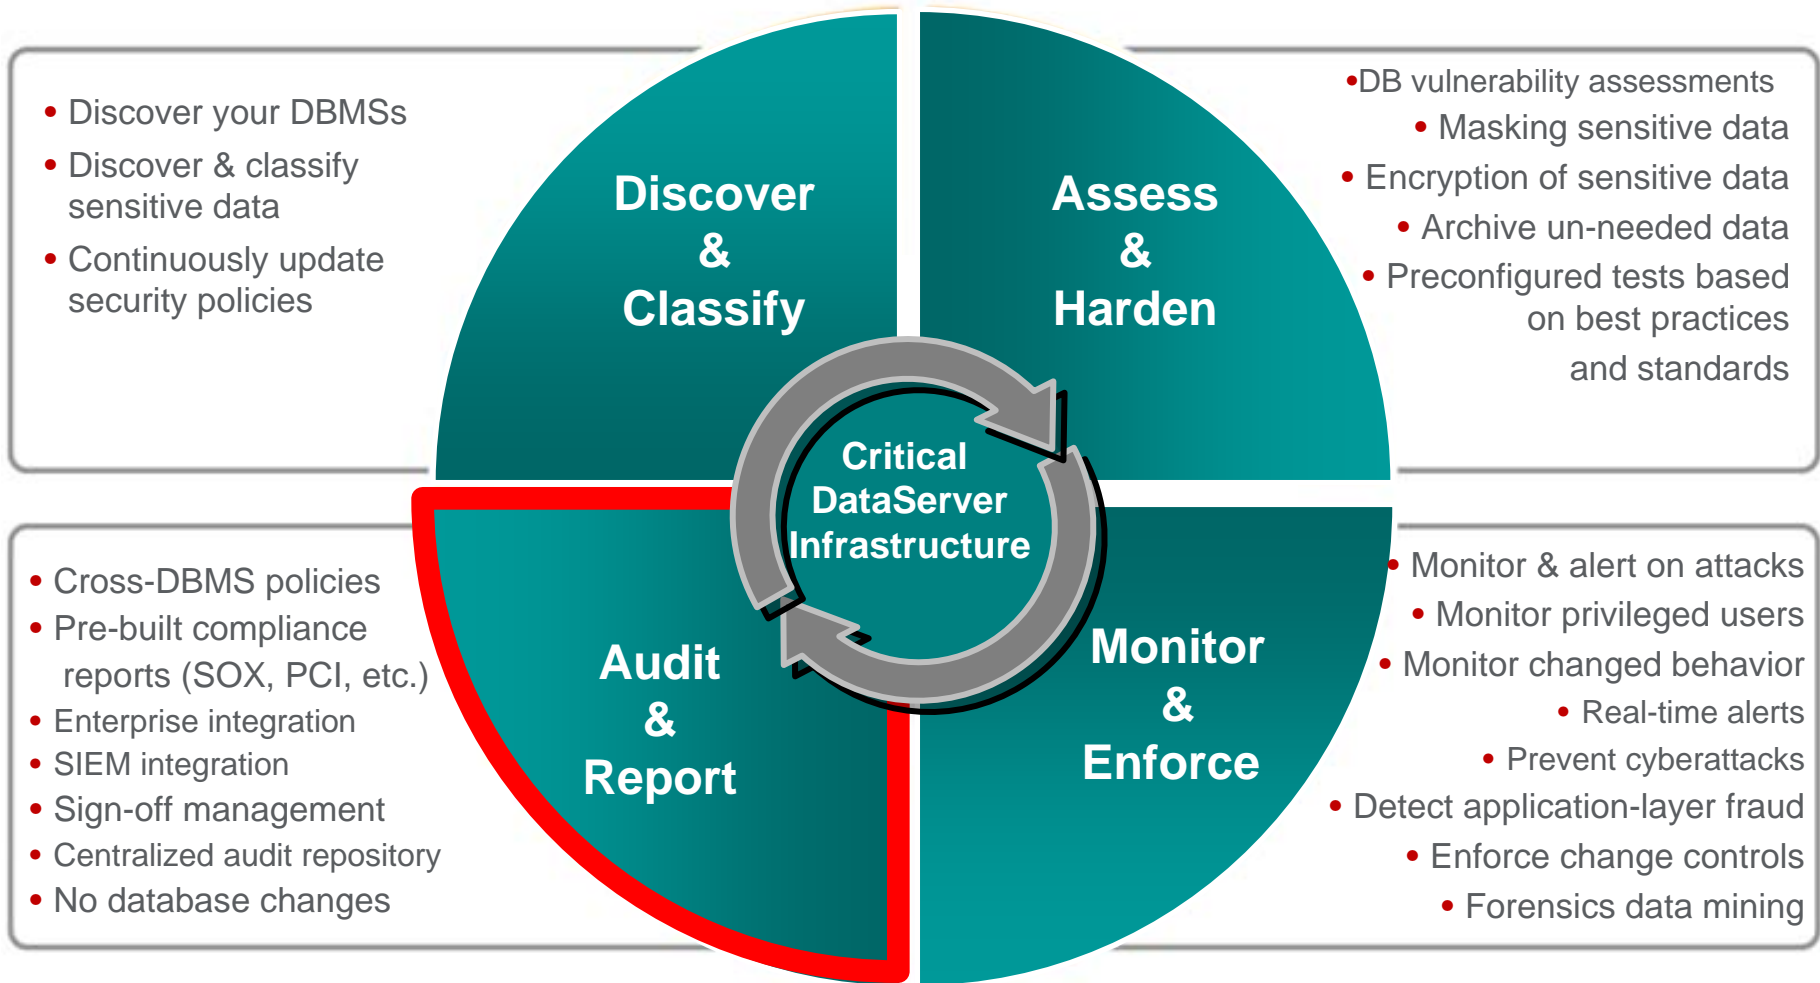 • Discover your DBMSs
• Discover & classify
sensitive data
• Continuously update
security policies
Discover
&
Classify
Assess
&
Harden
•DB vulnerability assessments
• Masking sensitive data
• Encryption of sensitive data
• Archive un-needed data
• Preconfigured tests based
on best practices
and standards
Critical
DataServer
Infrastructure
• Cross-DBMS policies
• Pre-built compliance
reports (SOX, PCI, etc.)
• Enterprise integration
• SIEM integration
• Sign-off management
• Centralized audit repository
• No database changes
Audit
&
Report
Monitor
&
Enforce
• Monitor & alert on attacks
• Monitor privileged users
• Monitor changed behavior
• Real-time alerts
• Prevent cyberattacks
• Detect application-layer fraud
• Enforce change controls
• Forensics data mining